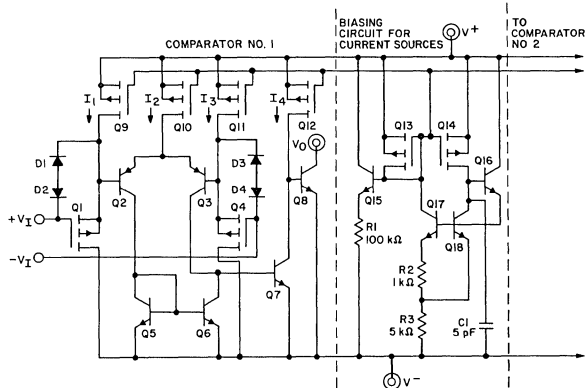 COMPARATOR NO. 1
BIASING
CIRCUIT FOR
CURRENT SOURCES
V+
TO
COMPARATOR
NO 2
I1
Q9
I2
Q10
I3
Q11
I4
Q12
VO
Q13
Q14
Q16
Q15
D1
D2
D3
D4
Q2
Q3
Q4
Q8
Q1
+VI
-VI
Q17
Q18
R1
100 kΩ
R2
1 kΩ
R3
5 kΩ
C1
5 pF
Q7
Q5
Q6
V-